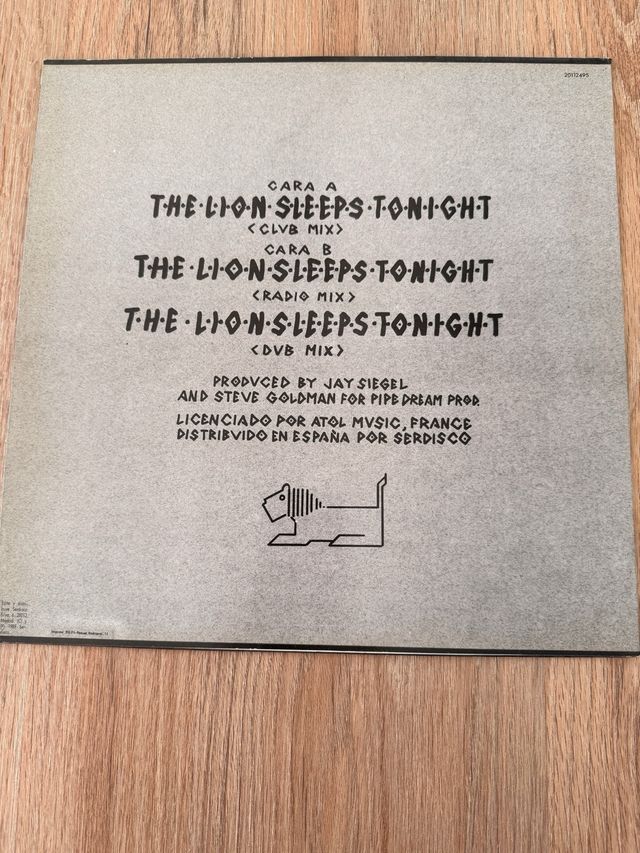 20112495
CARA A
T·H·E·L·I·O·N·S·L·E·E·P·S·T·O·N·I·G·H·T
<CLVB MIX>
CARA B
T·H·E·L·I·O·N·S·L·E·E·P·S·T·O·N·I·G·H·T
<RADIO MIX>
T·H·E·L·I·O·N·S·L·E·E·P·S·T·O·N·I·G·H·T
<DVB MIX>
PRODVCED BY JAY SIEGEL
AND STEVE GOLDMAN FOR PIPE DREAM PROD.
LICENCIADO POR ATOL MVSIC, FRANCE
DISTRIBVIDO EN ESPAÑA POR SERDISCO